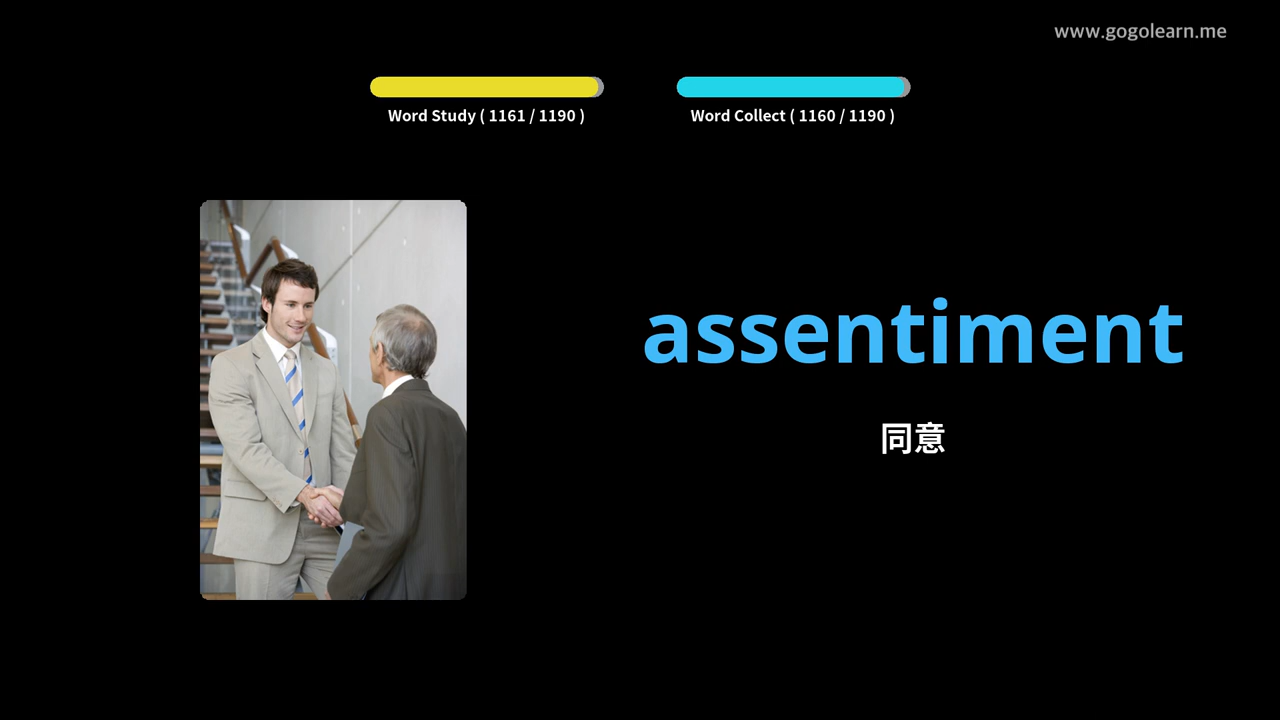 www.gogolearn.me
Word Study ( 1161 / 1190 )
Word Collect ( 1160 / 1190 )
assentiment
同意